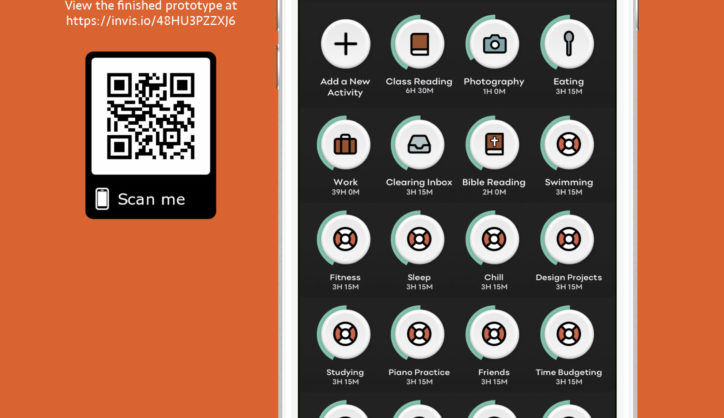 View the finished prototype at
https://invis.io/48HU3PZZXJ6
Scan me
Add a New
Activity
Class Reading
6H 30M
Photography
1H 0M
Eating
3H 15M
Work
39H 0M
Clearing Inbox
3H 15M
Bible Reading
2H 0M
Swimming
3H 15M
Fitness
3H 15M
Sleep
3H 15M
Chill
3H 15M
Design Projects
3H 15M
Studying
3H 15M
Piano Practice
3H 15M
Friends
3H 15M
Time Budgeting
3H 15M